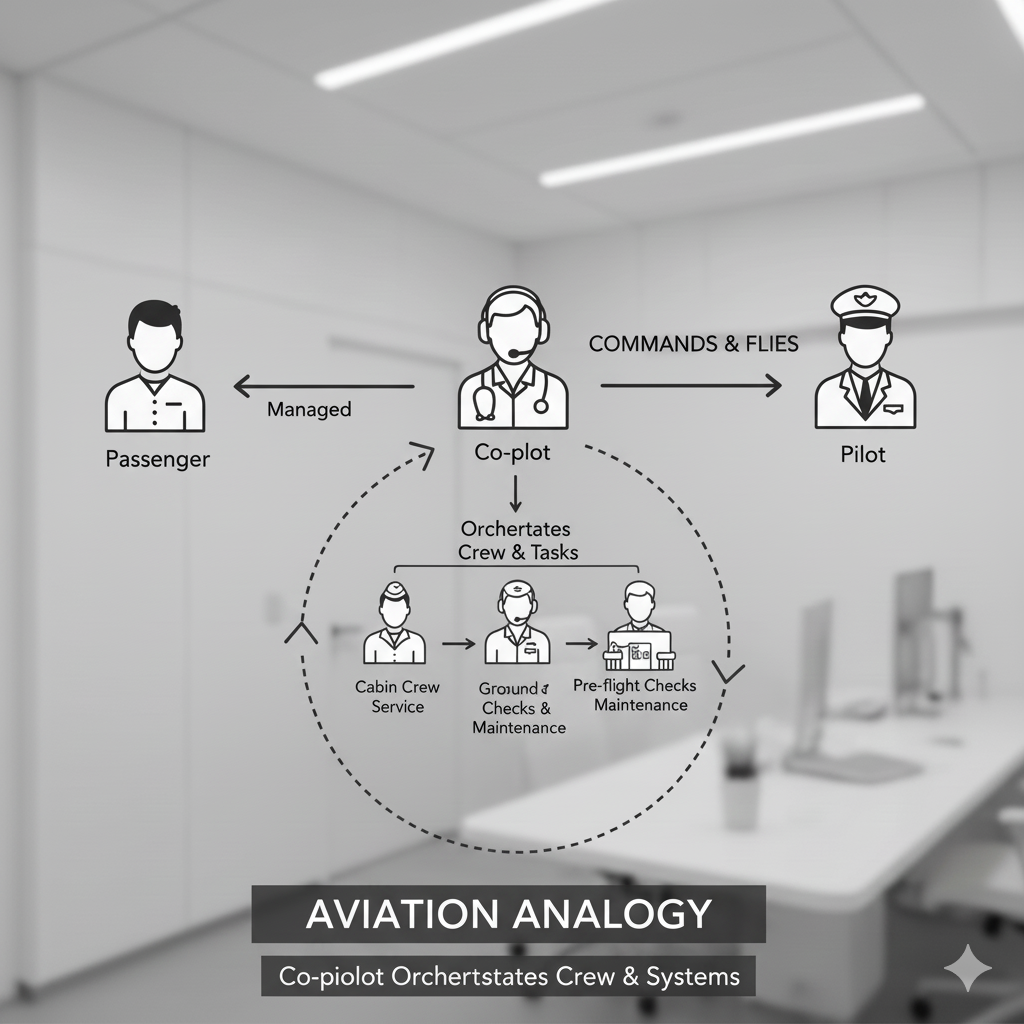 COMMANDS & FLIES
Managed
Passenger
Co-plot
Pilot
Orchertates
Crew & Tasks
Cabin Crew
Service
Ground &
Checks &
Maintenance
Pre-flight Checks
Maintenance
AVIATION ANALOGY
Co-piolot Orchertstates Crew & Systems